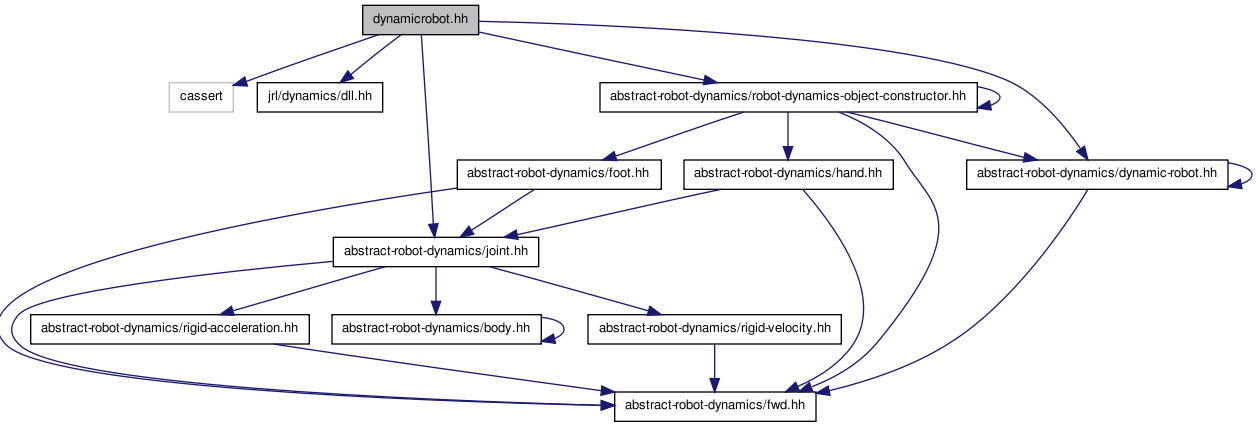 dynamicrobot.hh
cassert
jrl/dynamics/dll.hh
abstract-robot-dynamics/robot-dynamics-object-constructor.hh
abstract-robot-dynamics/foot.hh
abstract-robot-dynamics/hand.hh
abstract-robot-dynamics/dynamic-robot.hh
abstract-robot-dynamics/joint.hh
abstract-robot-dynamics/rigid-acceleration.hh
abstract-robot-dynamics/body.hh
abstract-robot-dynamics/rigid-velocity.hh
abstract-robot-dynamics/fwd.hh